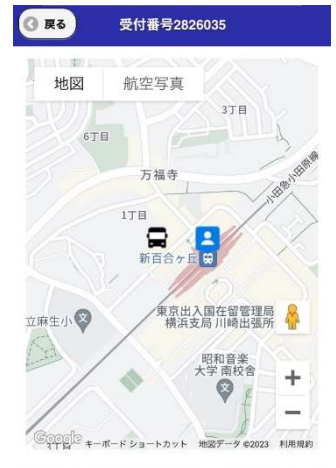 戻る
受付番号2826035
地図
航空写真
3丁目
6丁目
万福寺
小田急小田原線
1丁目
新百合ヶ丘
立麻生小
文
東京出入国在留管理局
横浜支局 川崎出張所
昭和音楽
大学 南校舎
文
+
−
Google
キーボード ショートカット
地図データ ©2023
利用規約